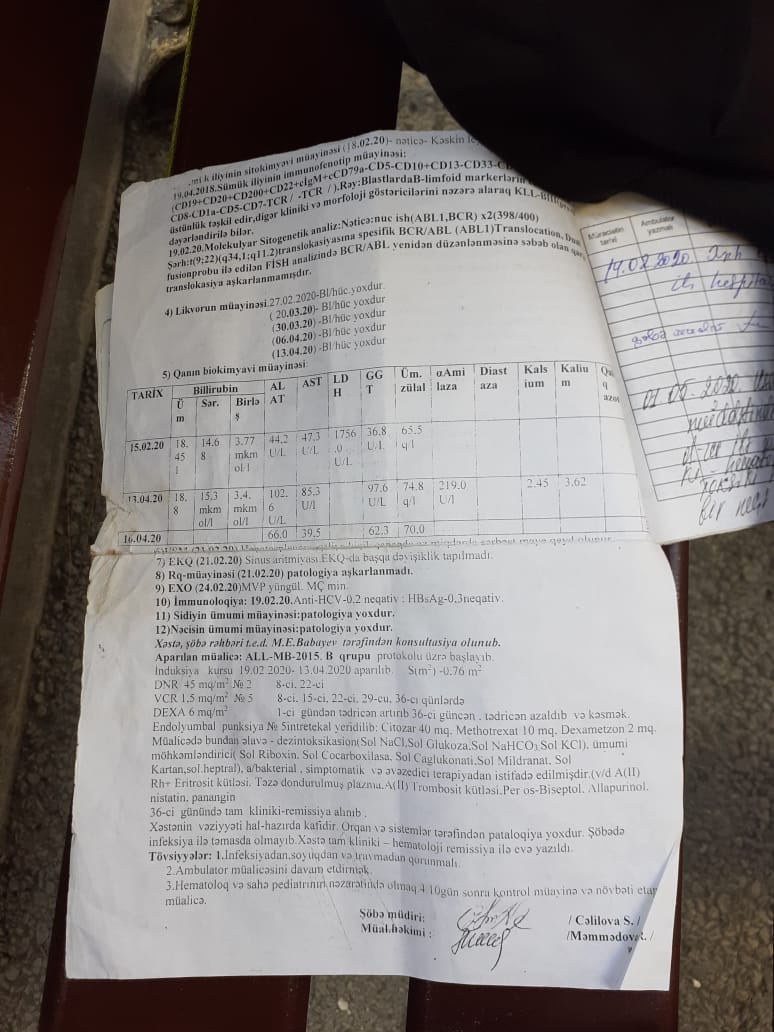 iliyinin sitokimyəvi müayinəsi (18.02.20)- nəticə- Kəskin
19.04.2018.Sümük iliyinin immunofenotip müayinəsi:
(CD19+CD20+CD200+CD22+cIgM+cCD79a-CD5-CD10+CD13-CD33-
CD8-CD1a-CD5-CD7-TCR/ -TCR / ).Rəy:BlastlardaB-limfoid markerlərin
üstünlük təşkil edir,digər kliniki və morfoloji göstəricilərini nəzərə alaraq KLL-
dəyərləndirilə bilər.
19.02.20.Molekulyar Sitogenetik analiz:Nəticə:nuc ish(ABL1,BCR) x2(398/400)
Şərh:t(9;22)(q34,1;q11.2)translokasiyasına spesifik BCR/ABL (ABL1)Translocation,
fusionprobu ilə edilən FİSH analizində BCR/ABL yenidən düzənlənməsinə səbəb olan
translokasiya aşkarlanmamışdır.
4) Likvorun müayinəsi.27.02.2020-Bl/hüc yoxdur.
( 20.03.20)- Bl/hüc yoxdur
(30.03.20) -Bl/hüc yoxdur
(06.04.20) -Bl/hüc yoxdur
(13.04.20) -Bl/hüc yoxdur
5) Qanın biokimyavi müayinəsi:
TARİX Billirubin AL AT AST LD H GG T Üm. zülal αAmi laza Diast aza Kals ium Kaliu m
Ü m Sər. Birlə ş
15.02.20 18. 45 1 14.6 8 3.77 mkm ol/l 44.2 U/L 47.3 U/L 1756 .0 U/L 36.8 U/L 65.5 q/l
13.04.20 18. 8 15,3 mkm ol/l 3.4. mkm ol/l 102. 6 U/L 85.3 U/l 97.6 U/L 74.8 q/l 219.0 U/l 2.45 3.62
16.04.20 66.0 39.5 62.3 70.0
7) EKQ (21.02.20) Sinus aritmiyası.EKQ-da başqa dəyişiklik tapılmadı.
8) Rq-müayinəsi (21.02.20) patologiya aşkarlanmadı.
9) EXO (24.02.20)MVP yüngül. MÇ min.
10) İmmunoloqiya: 19.02.20.Anti-HCV-0.2 neqativ ; HBsAg-0,3neqativ.
11) Sidiyin ümumi müayinəsi:patologiya yoxdur.
12)Nəcisin ümumi müayinəsi:patologiya yoxdur.
Xəstə, şöbə rəhbəri t.e.d. M.E.Babayev tərəfindən konsultasiya olunub.
Aparılan müalicə: ALL-MB-2015. B qrupu protokolu üzrə başlayıb.
İnduksiya kursu 19.02.2020- 13.04.2020 aparılıb. S(m²) -0.76 m²
DNR 45 mq/m² № 2 8-ci, 22-ci
VCR 1.5 mq/m² № 5 8-ci, 15-ci, 22-ci, 29-cu, 36-cı günlərdə
DEXA 6 mq/m² 1-ci gündən tədricən artırıb 36-cı güncən , tədricən azaldıb və kəsmək.
Endolyumbal punksiya № 5intretekal yeridilib: Citozar 40 mq, Methotrexat 10 mq, Dexametzon 2 mq.
Müalicədə bundan əlavə - dezintoksikasion(Sol NaCl,Sol Glukoza,Sol NaHCO3,Sol KCl), ümumi
möhkəmləndirici( Sol Riboxin, Sol Cocarboxilasa, Sol Caglukonati,Sol Mildranat, Sol
Kartan,sol.heptral), a/bakterial , simptomatik və əvəzedici terapiyadan istifadə edilmişdir.(v/d A(II)
Rh+ Eritrosit kütləsi. Təzə dondurulmuş plazma.A(II) Trombosit kütləsi.Per os-Biseptol. Allapurinol.
nistatin, panangin
36-cı günündə tam kliniki-remissiya alınıb .
Xəstənin vəziyyəti hal-hazırda kafidir. Orqan və sistemlər tərəfindən pataloqiya yoxdur. Şöbədə
infeksiya ilə təmasda olmayıb.Xəstə tam kliniki – hematoloji remissiya ilə evə yazıldı.
Tövsiyyələr: 1.İnfeksiyadan,soyuqdan və travmadan qorunmalı.
2.Ambulator müalicəsini davam etdirmək.
3.Hematoloq və sahə pediatrının nəzarətində olmaq.4.10gün sonra kontrol müayinə və növbəti etap
müalicə.
Şöbə müdiri: / Cəlilova S. /
Müal.həkimi : /Məmmədova . /
Müraciətin tarixi
Ambulator yazmalı
19.02.2020.